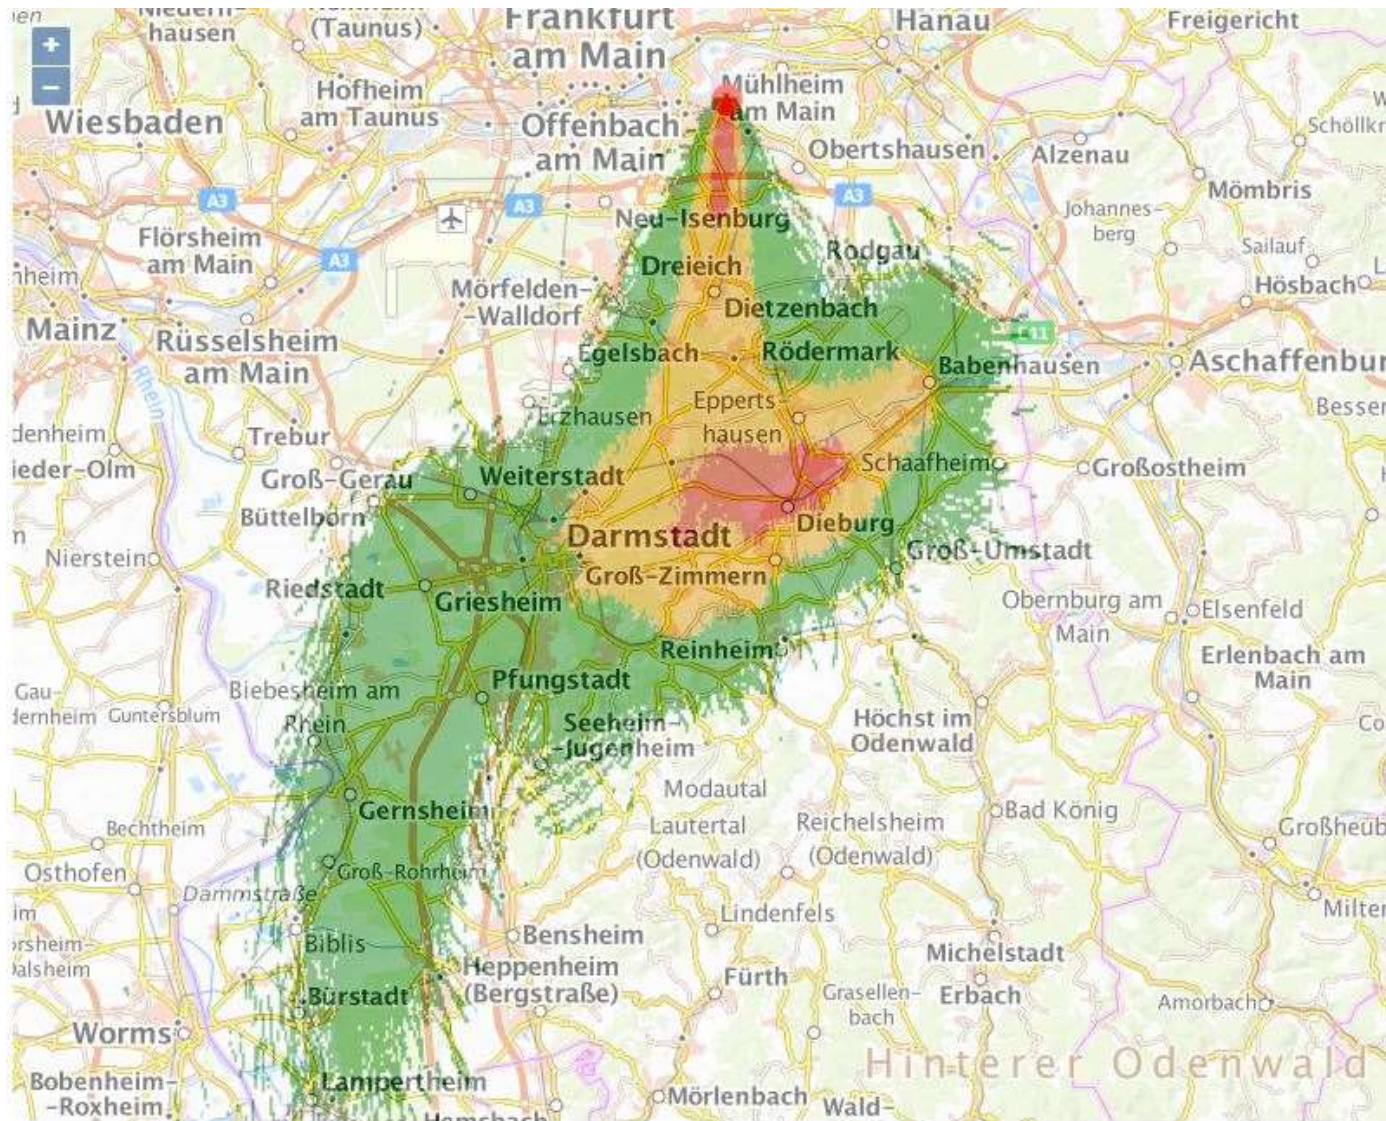 hausen
(Taunus)
Frankfurt
am Main
Hanau
Freigericht
+
−
Hofheim
am Taunus
Mühlheim
am Main
Wiesbaden
Offenbach
am Main
Obertshausen
Alzenau
Mömbris
A3
A3
A3
Neu-Isenburg
Johannes-
berg
Flörsheim
am Main
A3
Rodgau
Sailauf
Dreieich
Hösbach
Mörfelden-
-Walldorf
Dietzenbach
Mainz
Rüsselsheim
am Main
Rhein
Egelsbach
Rödermark
Babenhausen
Erzhausen
Epperts-
hausen
Trebur
Groß-Gerau
Weiterstadt
Schaafheim
Großostheim
Büttelborn
Dieburg
Darmstadt
Nierstein
Groß-Umstadt
Groß-Zimmern
Riedstadt
Griesheim
Obernburg am
Main
Elsenfeld
Reinheim
Erlenbach am
Main
Pfungstadt
Biebesheim am
Rhein
Gau-
Guntersblum
Seeheim-
-Jugenheim
Höchst im
Odenwald
Modautal
Gernsheim
Bad König
Bechtheim
Lautertal
(Odenwald)
Reichelsheim
(Odenwald)
Osthofen
Groß-Rohrheim
Dammstraße
Lindenfels
Biblis
Bensheim
Michelstadt
Heppenheim
(Bergstraße)
Fürth
Grasellen-
bach
Erbach
Amorbach
Bürstadt
Worms
Hinterer Odenwald
Bobenheim-
-Roxheim
Lampertheim
Mörlenbach
Wald-